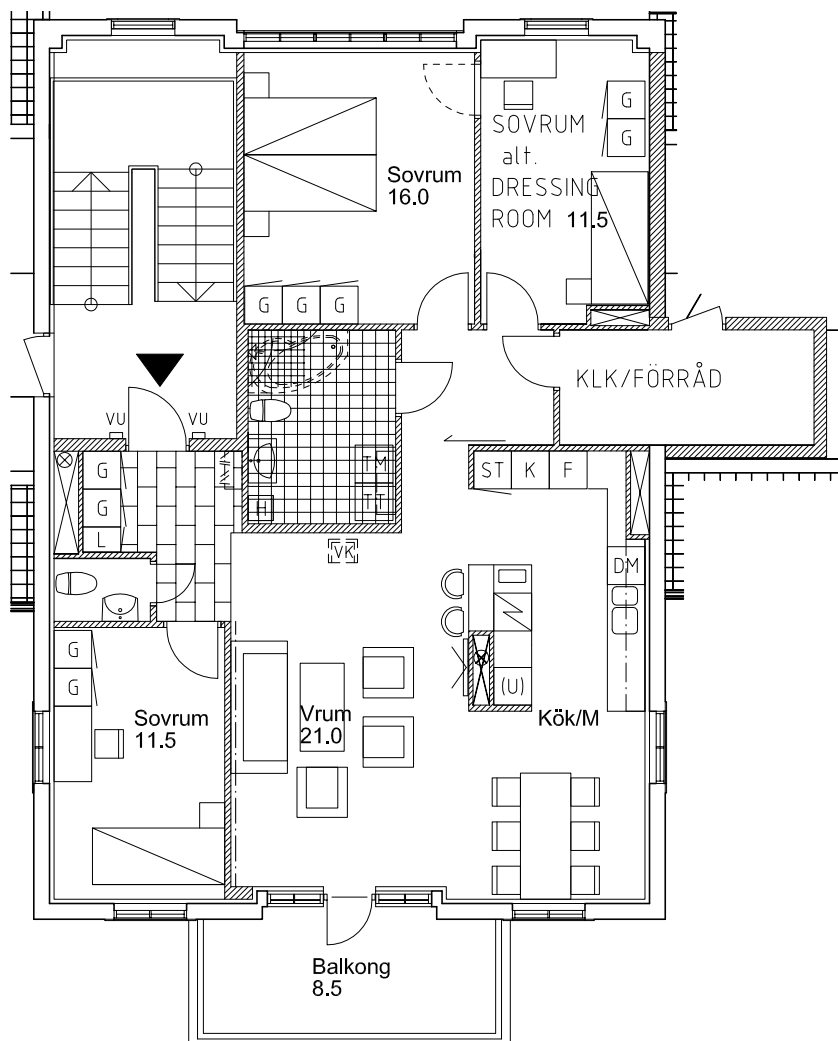 G
G
SOVRUM
alt.
DRESSING
ROOM 11.5
Sovrum
16.0
G G G
KLK/FÖRRÅD
VU VU
G
G
L
TM
TT
H
ST K F
VK
DM
G
G
(U)
Sovrum
11.5
Vrum
21.0
Kök/M
Balkong
8.5